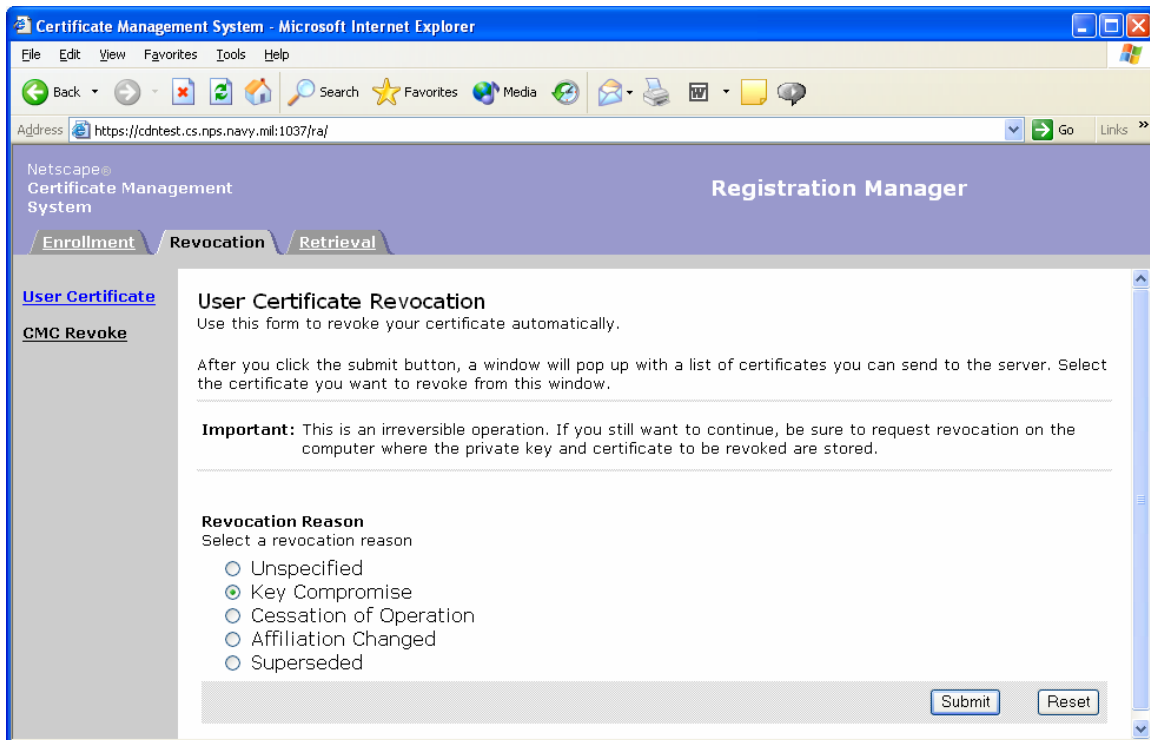 Certificate Management System - Microsoft Internet Explorer
File Edit View Favorites Tools Help
Back Search Favorites Media
Address https://cdntest.cs.nps.navy.mil:1037/ra/ Go Links »
Netscape®
Certificate Management
System
Registration Manager
Enrollment Revocation Retrieval
User Certificate
CMC Revoke
User Certificate Revocation
Use this form to revoke your certificate automatically.
After you click the submit button, a window will pop up with a list of certificates you can send to the server. Select
the certificate you want to revoke from this window.
Important: This is an irreversible operation. If you still want to continue, be sure to request revocation on the
computer where the private key and certificate to be revoked are stored.
Revocation Reason
Select a revocation reason
Unspecified
Key Compromise
Cessation of Operation
Affiliation Changed
Superseded
Submit Reset